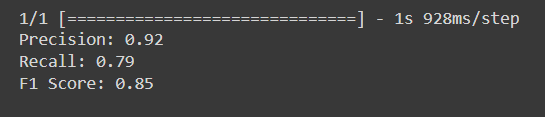 1/1 [==============================] - 1s 928ms/step
Precision: 0.92
Recall: 0.79
F1 Score: 0.85